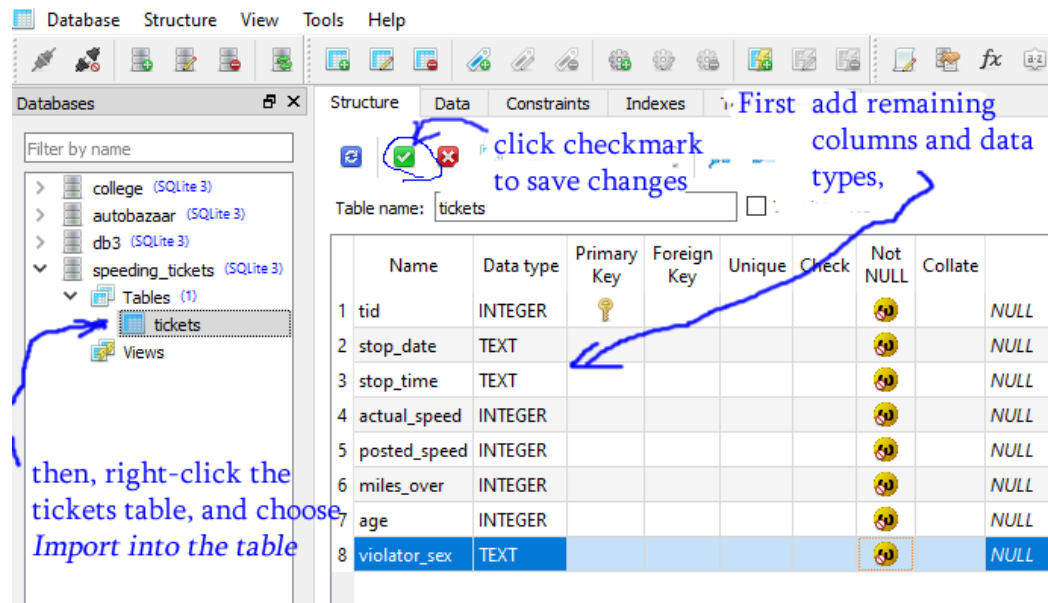 Database Structure View Tools Help
Databases
Filter by name
college (SQLite 3)
autobazaar (SQLite 3)
db3 (SQLite 3)
speeding_tickets (SQLite 3)
Tables (1)
tickets
Views
then, right-click the
tickets table, and choose
Import into the table
Structure Data Constraints Indexes
First add remaining
columns and data
types,
click checkmark
to save changes
Table name: tickets
Name Data type Primary Key Foreign Key Unique Check Not NULL Collate
1 tid INTEGER NULL
2 stop_date TEXT NULL
3 stop_time TEXT NULL
4 actual_speed INTEGER NULL
5 posted_speed INTEGER NULL
6 miles_over INTEGER NULL
7 age INTEGER NULL
8 violator_sex TEXT NULL